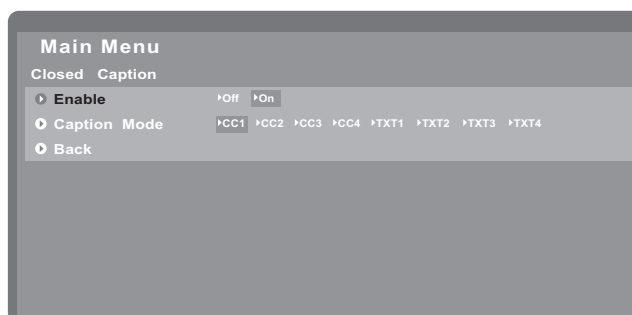 Main Menu
Closed Caption
Enable Off On
Caption Mode CC1 CC2 CC3 CC4 TXT1 TXT2 TXT3 TXT4
Back